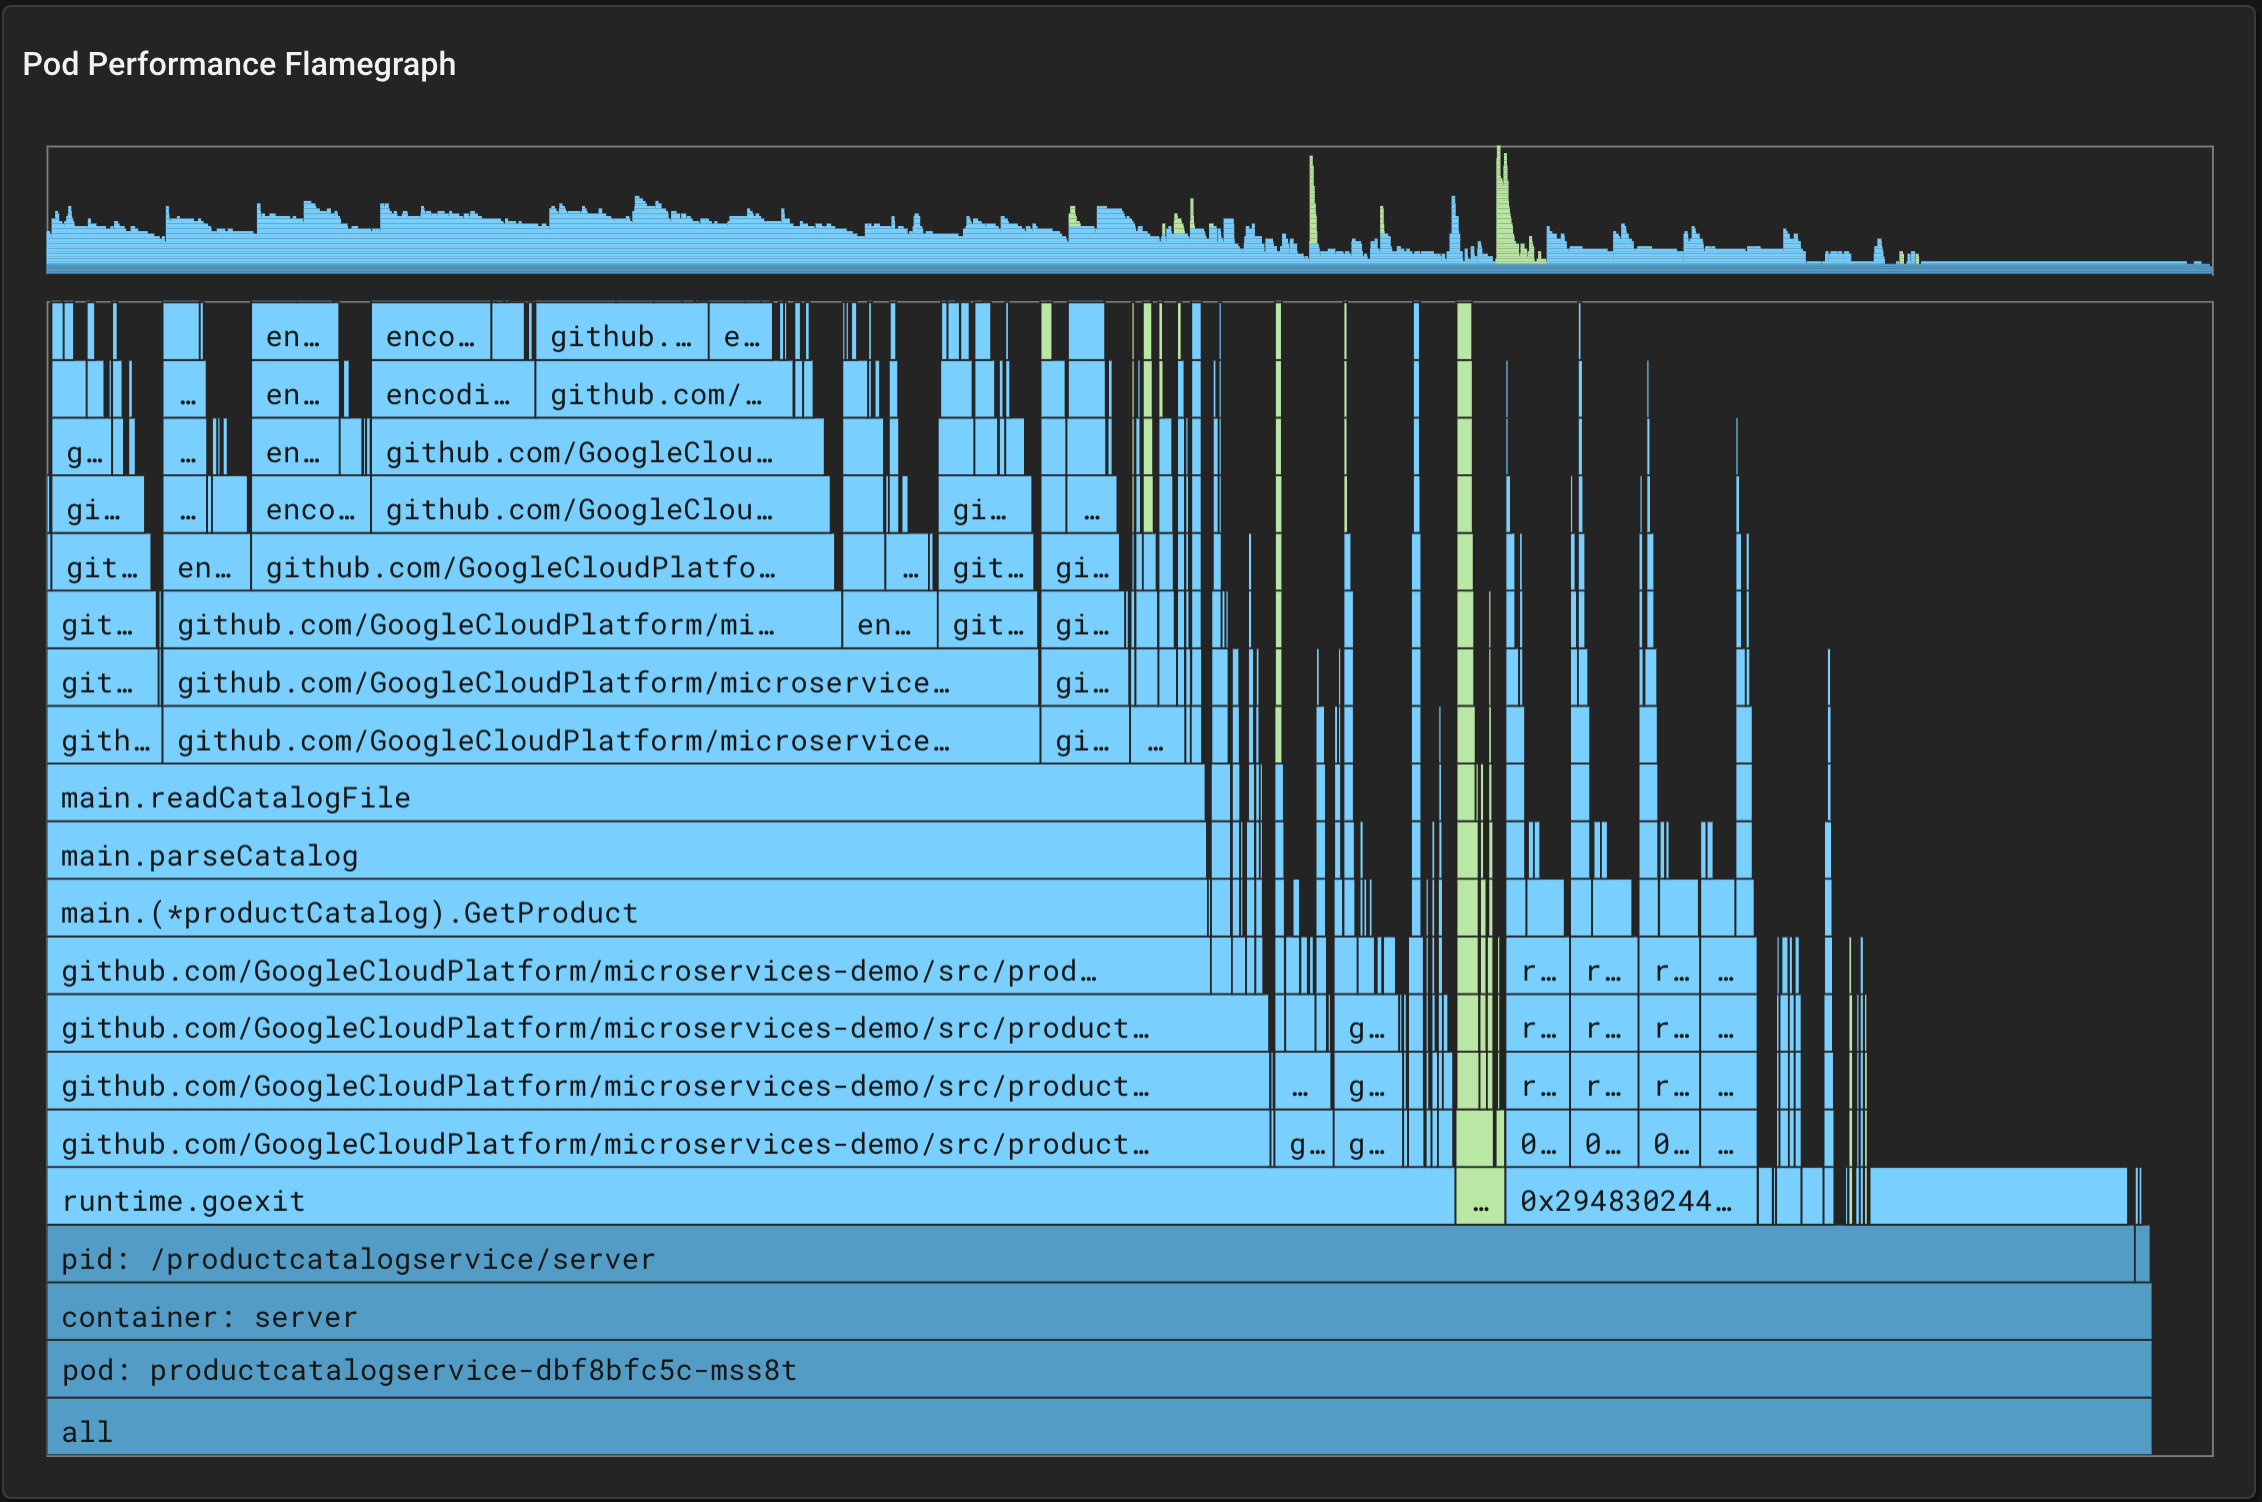 Pod Performance Flamegraph
en… enco… github.… e…
… en… encodi… github.com/…
g… … en… github.com/GoogleClou…
gi… … enco… github.com/GoogleClou… gi… …
git… en… github.com/GoogleCloudPlatfo… … git… gi…
git… github.com/GoogleCloudPlatform/mi… en… git… gi…
git… github.com/GoogleCloudPlatform/microservice… gi…
gith… github.com/GoogleCloudPlatform/microservice… gi… …
main.readCatalogFile
main.parseCatalog
main.(*productCatalog).GetProduct
github.com/GoogleCloudPlatform/microservices-demo/src/prod… r… r… r… …
github.com/GoogleCloudPlatform/microservices-demo/src/product… g… r… r… r… …
github.com/GoogleCloudPlatform/microservices-demo/src/product… … g… r… r… r… …
github.com/GoogleCloudPlatform/microservices-demo/src/product… g… g… 0… 0… 0… …
runtime.goexit … 0x294830244…
pid: /productcatalogservice/server
container: server
pod: productcatalogservice-dbf8bfc5c-mss8t
all